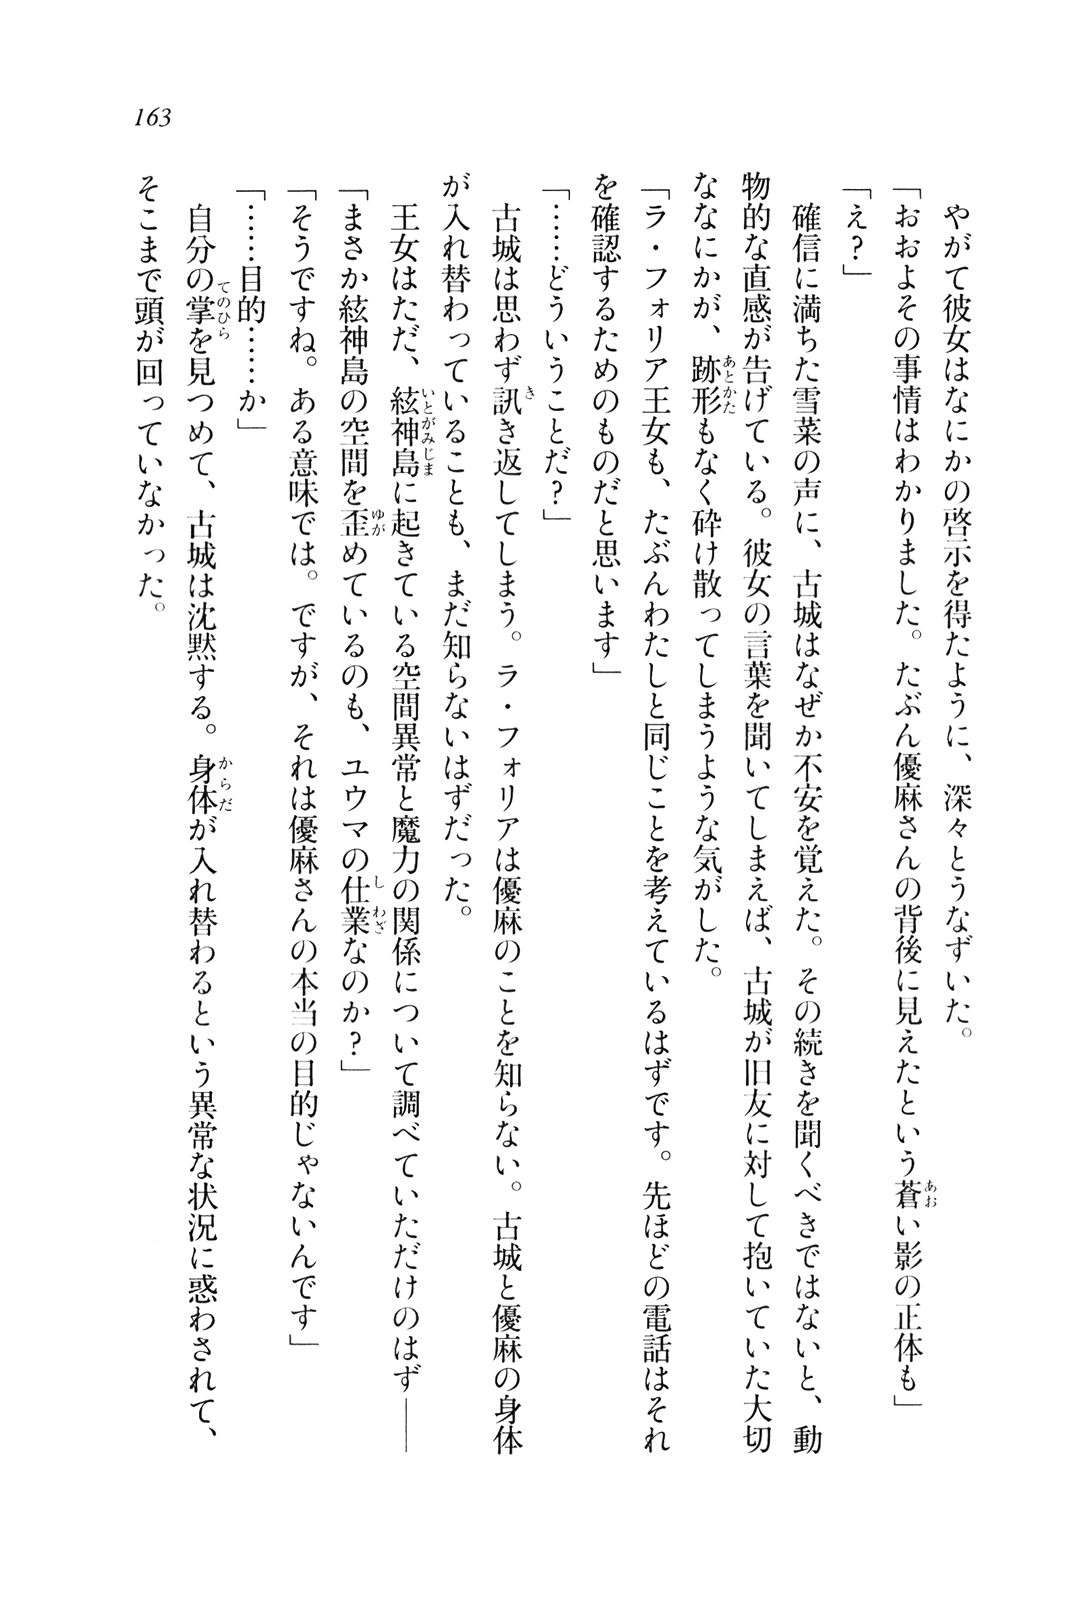 163
やがて彼女はなにかの啓示を得たように、深々とうなずいた。
「おおよその事情はわかりました。たぶん優麻さんの背後に見えたという蒼い影の正体も」
「え？」
確信に満ちた雪菜の声に、古城はなぜか不安を覚えた。その続きを聞くべきではないと、動
物的な直感が告げている。彼女の言葉を聞いてしまえば、古城が旧友に対して抱いていた大切
ななにかが、跡形もなく砕け散ってしまうような気がした。
「ラ・フォリア王女も、たぶんわたしと同じことを考えているはずです。先ほどの電話はそれ
を確認するためのものだと思います」
「……どういうことだ？」
古城は思わず訊き返してしまう。ラ・フォリアは優麻のことを知らない。古城と優麻の身体
が入れ替わっていることも、まだ知らないはずだった。
王女はただ、絃神島に起きている空間異常と魔力の関係について調べていただけのはず――
「まさか絃神島の空間を歪めているのも、ユウマの仕業なのか？」
「そうですね。ある意味では。ですが、それは優麻さんの本当の目的じゃないんです」
「……目的……か」
自分の掌を見つめて、古城は沈黙する。身体が入れ替わるという異常な状況に惑わされて、
そこまで頭が回っていなかった。